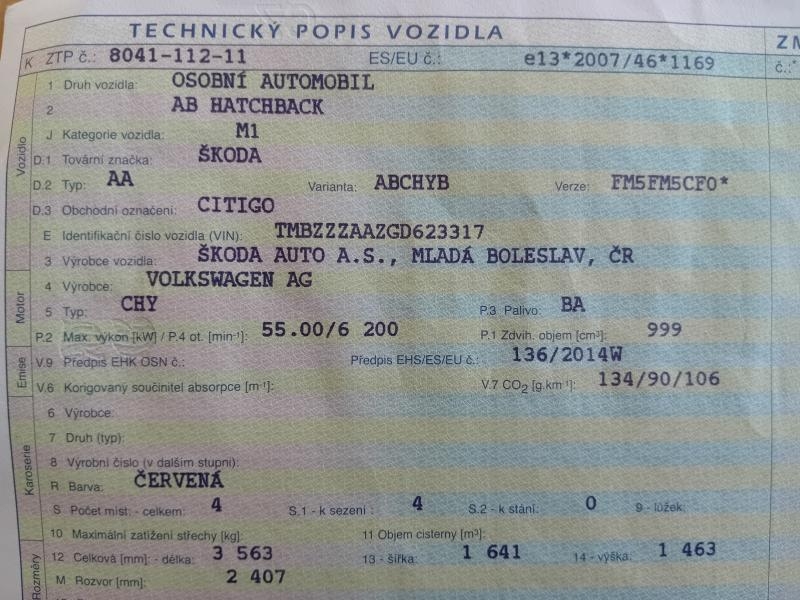 TECHNICKÝ POPIS VOZIDLA
K ZTP č.: 8041-112-11 ES/EU č.: e13*2007/46*1169 č.:*
1 Druh vozidla: OSOBNÍ AUTOMOBIL
2 AB HATCHBACK
J Kategorie vozidla: M1
Vozidlo
D.1 Tovární značka: ŠKODA
D.2 Typ: AA Varianta: ABCHYB Verze: FM5FM5CF0*
D.3 Obchodní označení: CITIGO
E Identifikační číslo vozidla (VIN): TMBZZZAAZGD623317
3 Výrobce vozidla: ŠKODA AUTO A.S., MLADÁ BOLESLAV, ČR
4 Výrobce: VOLKSWAGEN AG
Motor
5 Typ: CHY P.3 Palivo: BA
P.2 Max. výkon [kW] / P.4 ot. [min⁻¹]: 55.00/6 200 P.1 Zdvih. objem [cm³]: 999
Emise
V.9 Předpis EHK OSN č.: Předpis EHS/ES/EU č.: 136/2014W
V.6 Korigovaný součinitel absorpce [m⁻¹]: V.7 CO₂ [g.km⁻¹]: 134/90/106
6 Výrobce:
7 Druh (typ):
Karoserie
8 Výrobní číslo (v dalším stupni):
R Barva: ČERVENÁ
S Počet míst: - celkem: 4 S.1 - k sezení : 4 S.2 - k stání: 0 9 - lůžek:
10 Maximální zatížení střechy [kg]: 11 Objem cisterny [m³]:
Rozměry
12 Celková [mm]: - délka: 3 563 13 - šířka: 1 641 14 - výška: 1 463
M Rozvor [mm]: 2 407